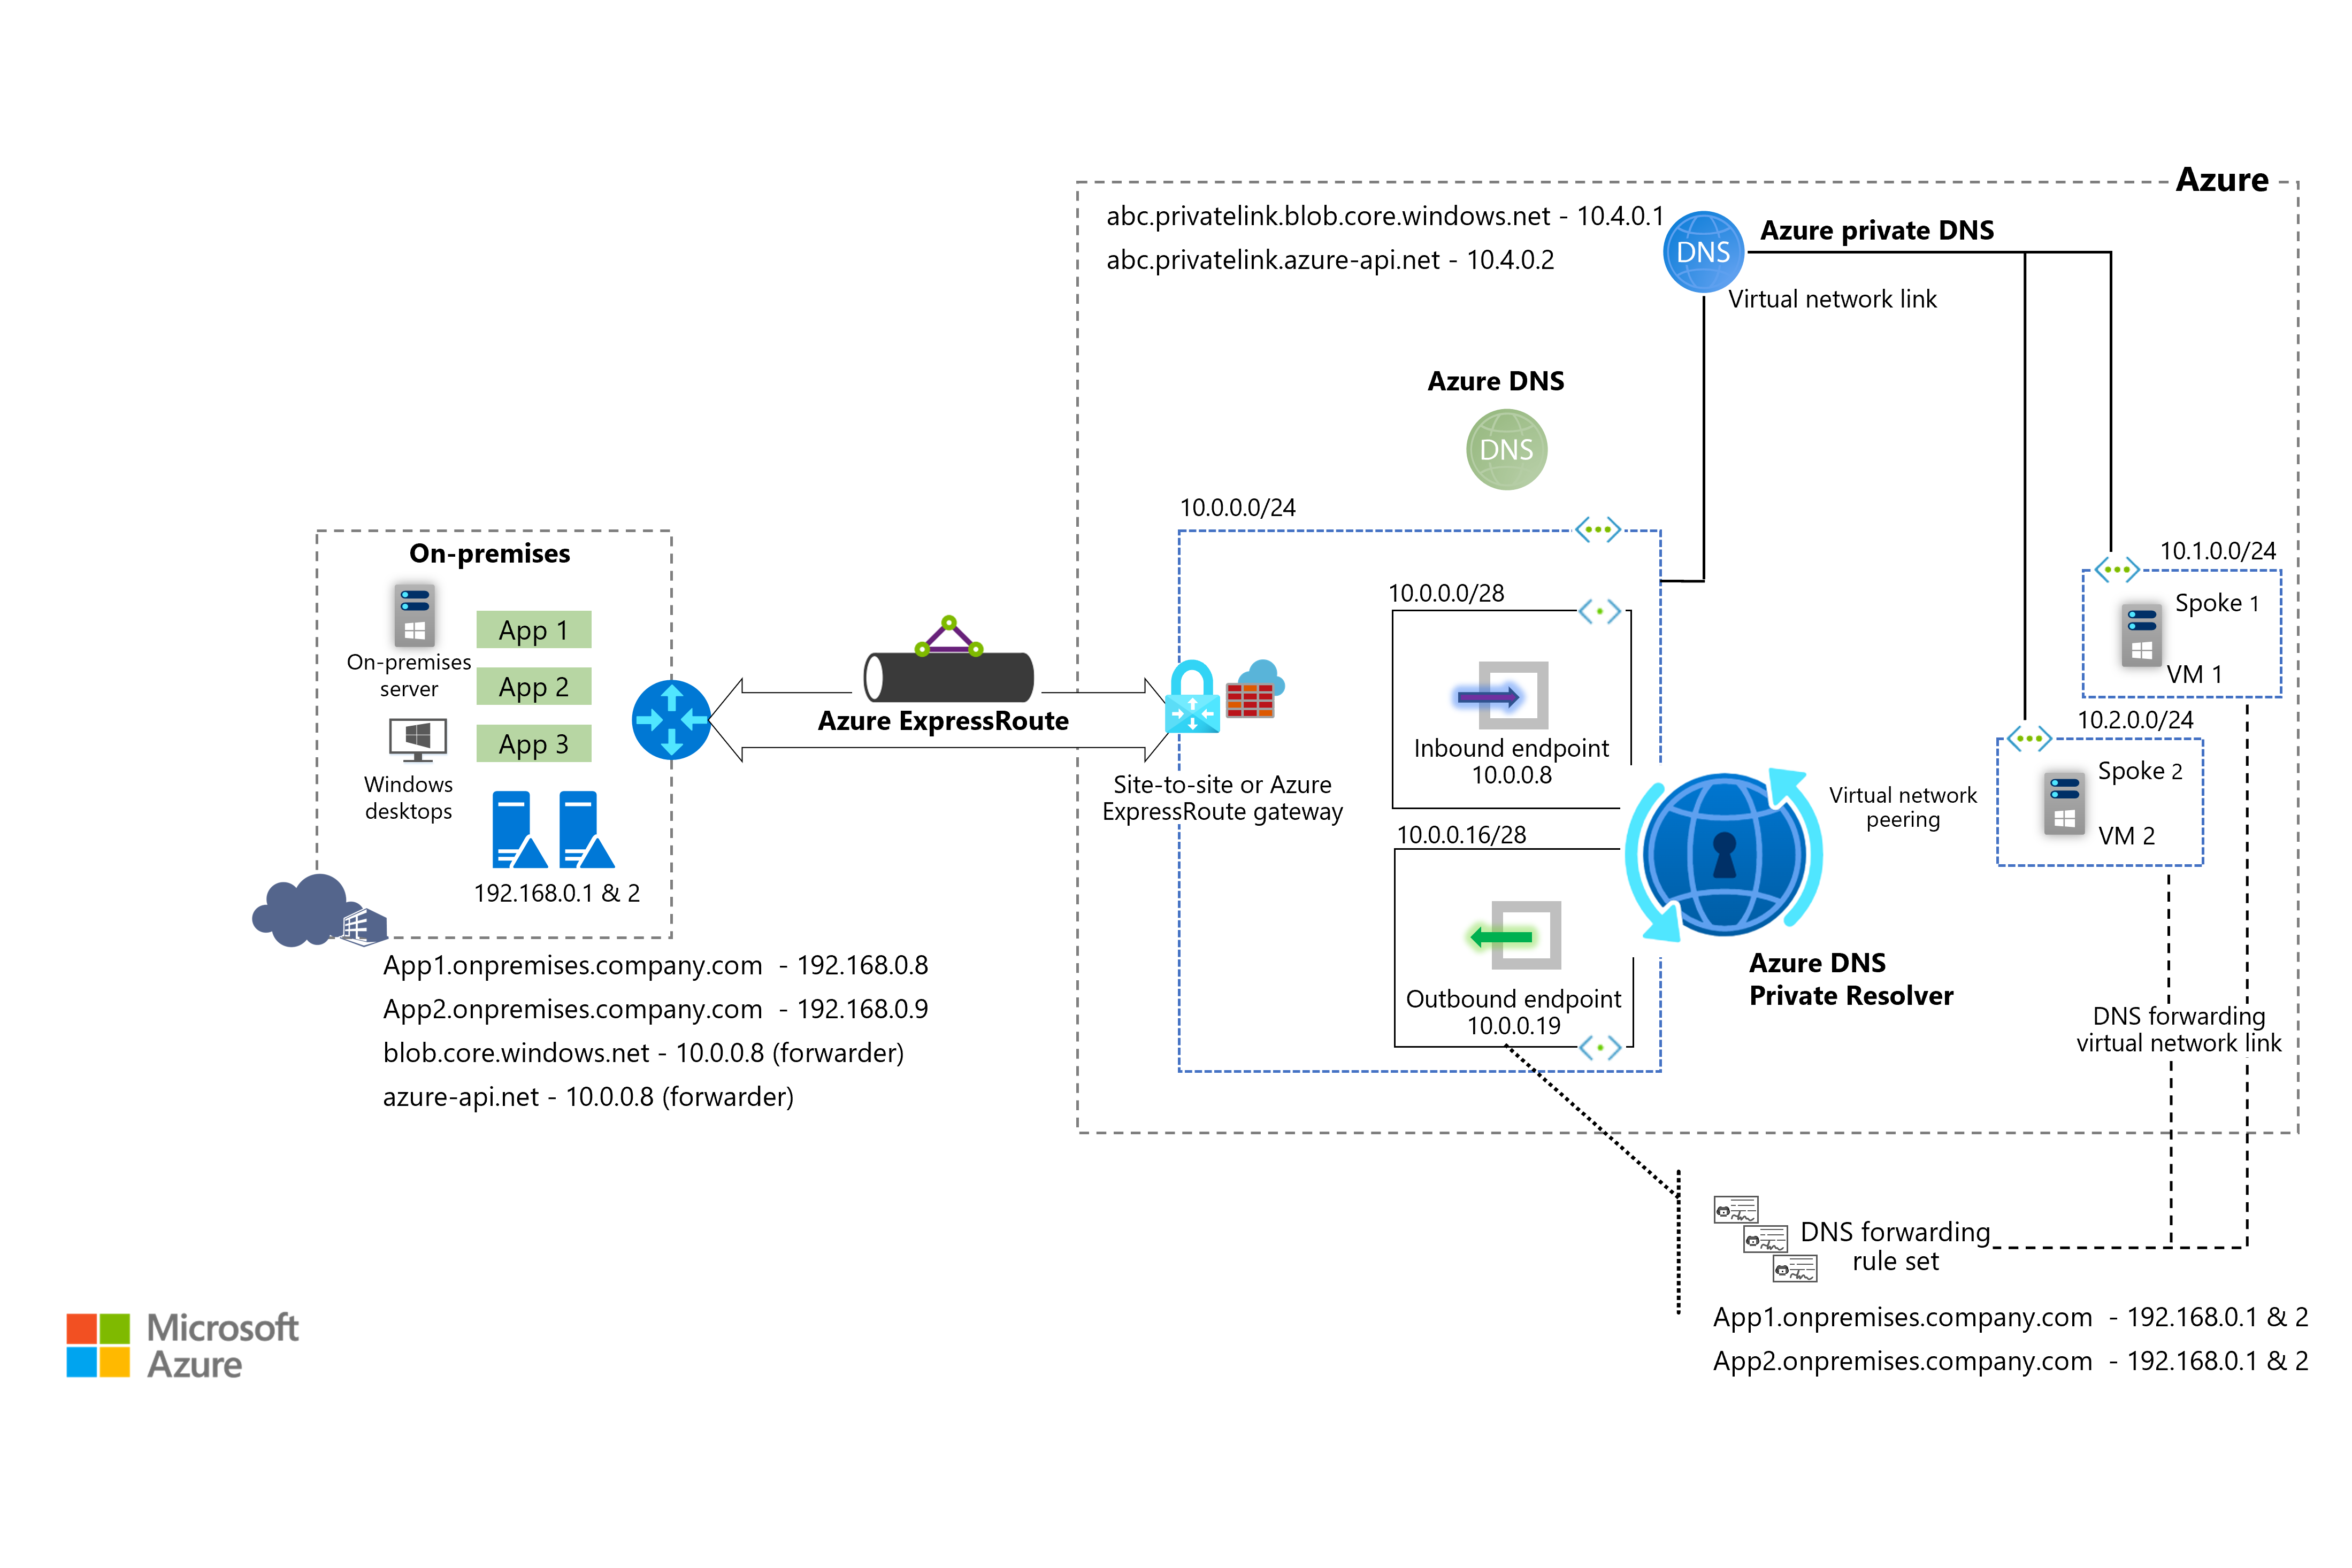 Azure
abc.privatelink.blob.core.windows.net - 10.4.0.1
abc.privatelink.azure-api.net - 10.4.0.2
DNS
Azure private DNS
Virtual network link
Azure DNS
DNS
10.0.0.0/24
On-premises
On-premises
server
App 1
App 2
App 3
Windows
desktops
192.168.0.1 & 2
App1.onpremises.company.com - 192.168.0.8
App2.onpremises.company.com - 192.168.0.9
blob.core.windows.net - 10.0.0.8 (forwarder)
azure-api.net - 10.0.0.8 (forwarder)
Azure ExpressRoute
Site-to-site or Azure
ExpressRoute gateway
10.0.0.0/28
Inbound endpoint
10.0.0.8
10.0.0.16/28
Outbound endpoint
10.0.0.19
Azure DNS
Private Resolver
Virtual network
peering
10.1.0.0/24
Spoke 1
VM 1
10.2.0.0/24
Spoke 2
VM 2
DNS forwarding
virtual network link
DNS forwarding
rule set
App1.onpremises.company.com - 192.168.0.1 & 2
App2.onpremises.company.com - 192.168.0.1 & 2
Microsoft
Azure